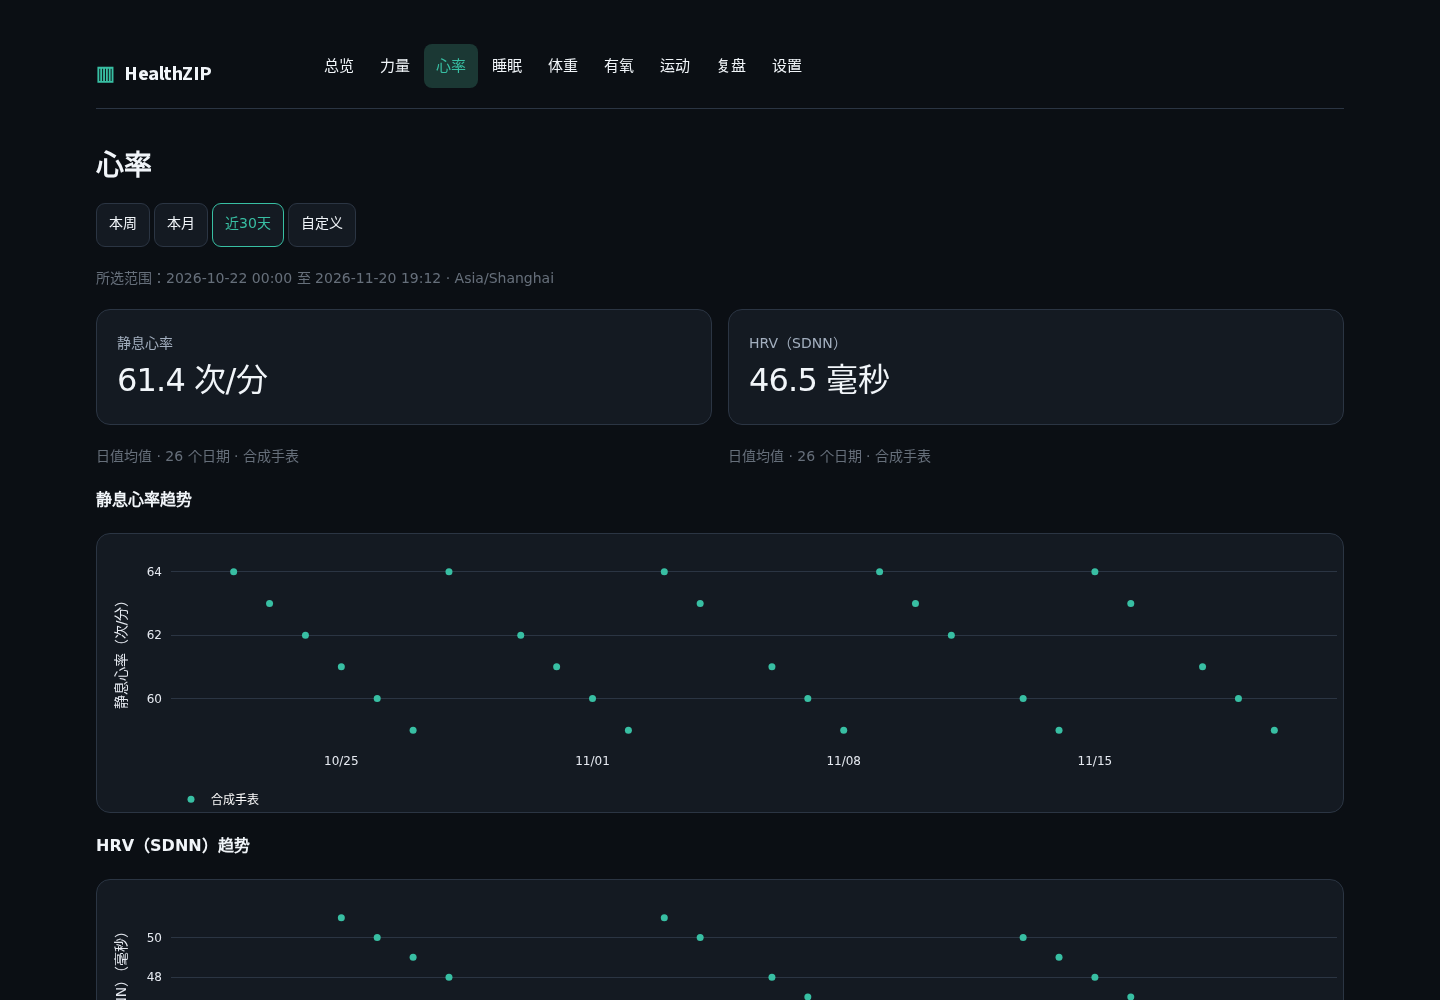 HealthZIP
总览 力量 心率 睡眠 体重 有氧 运动 复盘 设置
心率
本周 本月 近30天 自定义
所选范围：2026-10-22 00:00 至 2026-11-20 19:12 · Asia/Shanghai
静息心率
61.4 次/分
日值均值 · 26 个日期 · 合成手表
HRV（SDNN）
46.5 毫秒
日值均值 · 26 个日期 · 合成手表
静息心率趋势
静息心率（次/分）
64
62
60
10/25 11/01 11/08 11/15
合成手表
HRV（SDNN）趋势
NN）（毫秒）
50
48